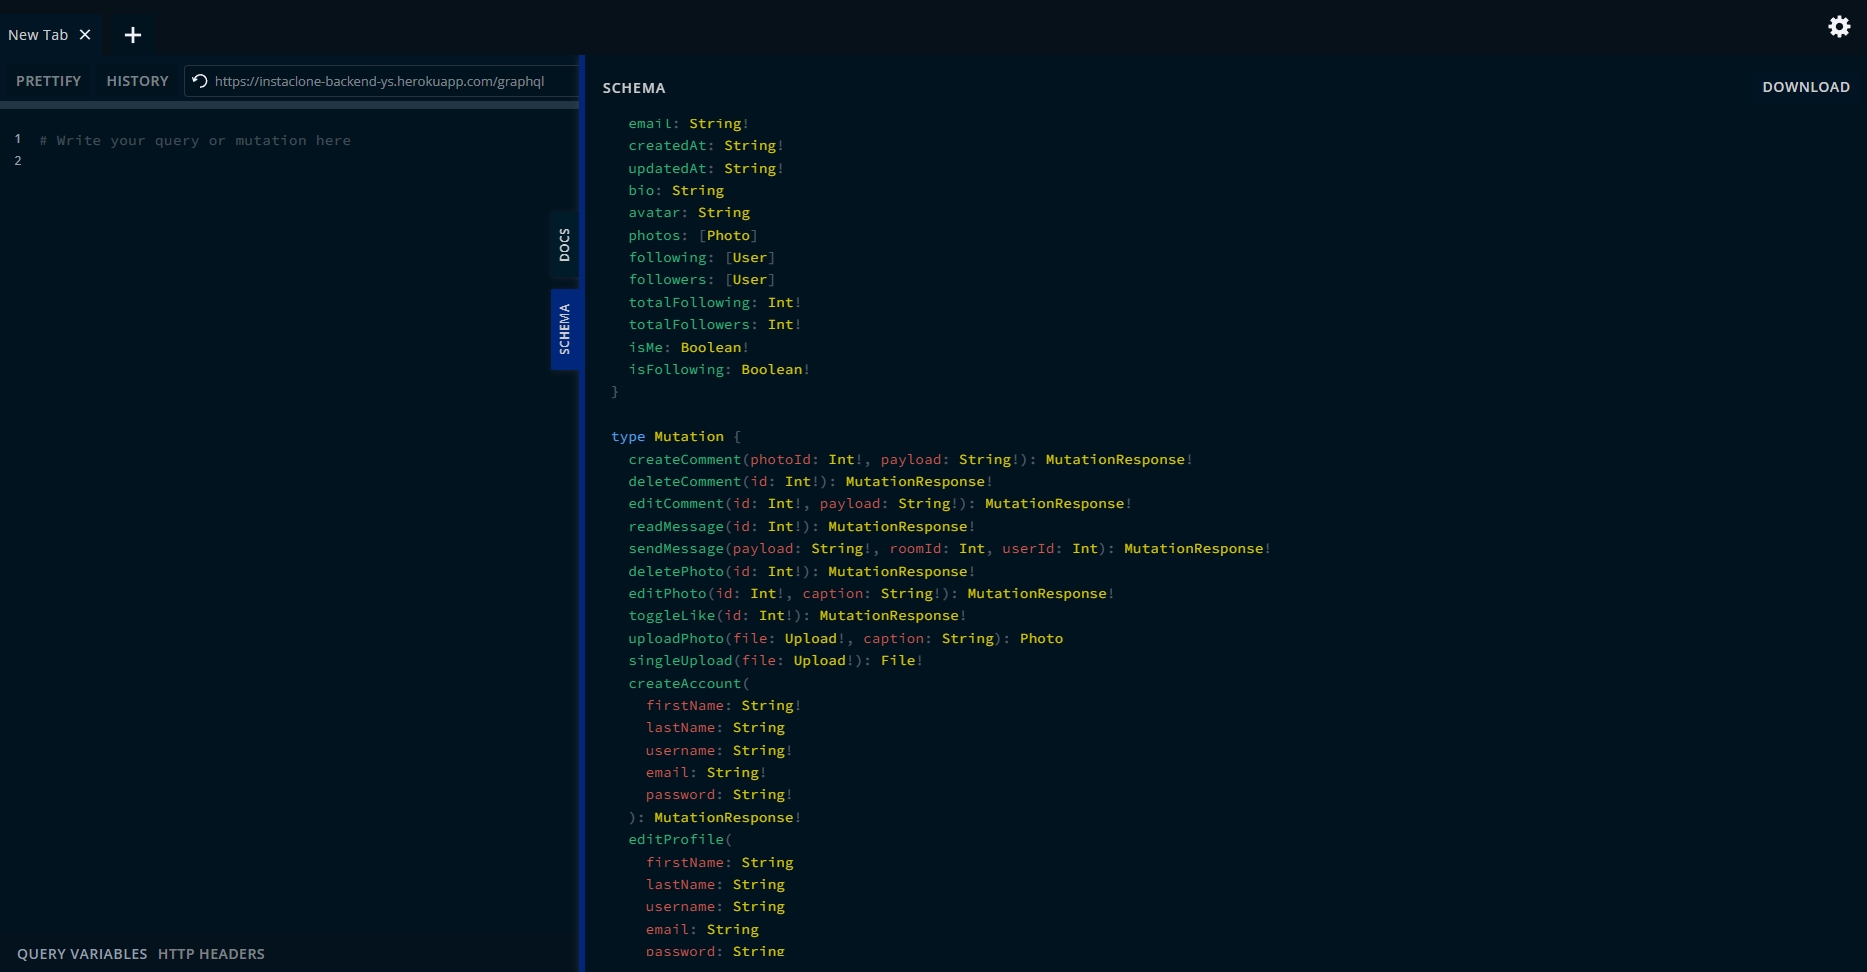 New Tab
PRETTIFY HISTORY https://instaclone-backend-ys.herokuapp.com/graphql
1 # Write your query or mutation here
2
DOCS
SCHEMA
QUERY VARIABLES HTTP HEADERS
SCHEMA DOWNLOAD
email: String!
createdAt: String!
updatedAt: String!
bio: String
avatar: String
photos: [Photo]
following: [User]
followers: [User]
totalFollowing: Int!
totalFollowers: Int!
isMe: Boolean!
isFollowing: Boolean!
}
type Mutation {
createComment(photoId: Int!, payload: String!): MutationResponse!
deleteComment(id: Int!): MutationResponse!
editComment(id: Int!, payload: String!): MutationResponse!
readMessage(id: Int!): MutationResponse!
sendMessage(payload: String!, roomId: Int, userId: Int): MutationResponse!
deletePhoto(id: Int!): MutationResponse!
editPhoto(id: Int!, caption: String!): MutationResponse!
toggleLike(id: Int!): MutationResponse!
uploadPhoto(file: Upload!, caption: String): Photo
singleUpload(file: Upload!): File!
createAccount(
firstName: String!
lastName: String
username: String!
email: String!
password: String!
): MutationResponse!
editProfile(
firstName: String
lastName: String
username: String
email: String
password: String